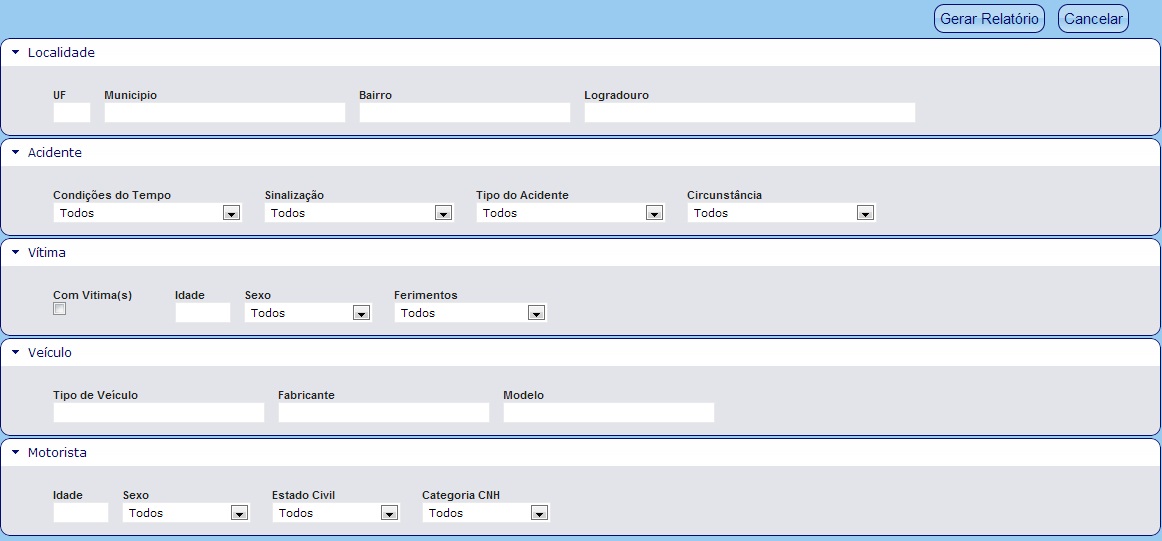 Gerar Relatório Cancelar
Localidade
UF Municipio Bairro Logradouro
Acidente
Condições do Tempo Sinalização Tipo do Acidente Circunstância
Todos Todos Todos Todos
Vítima
Com Vitima(s) Idade Sexo Ferimentos
Todos Todos
Veículo
Tipo de Veículo Fabricante Modelo
Motorista
Idade Sexo Estado Civil Categoria CNH
Todos Todos Todos